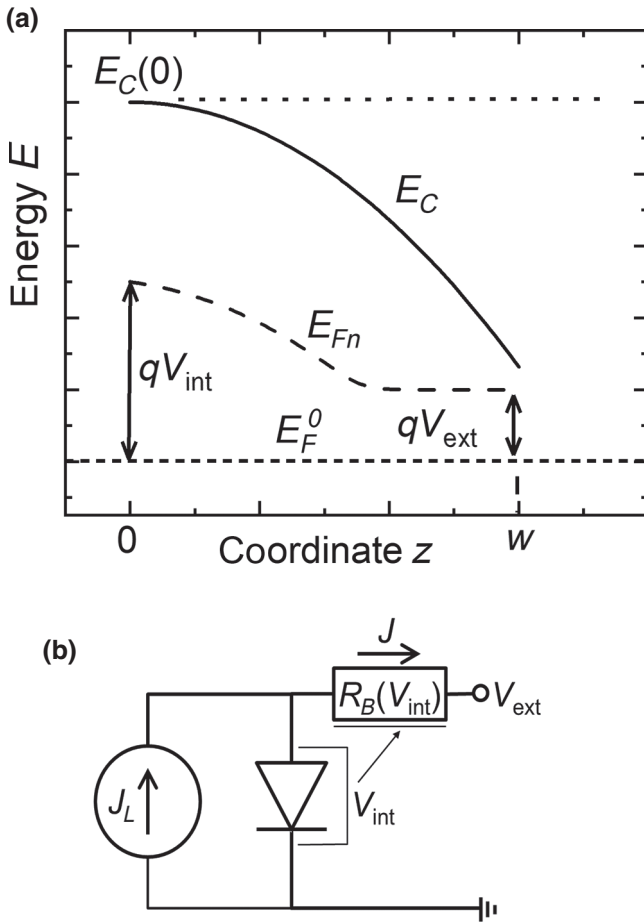 (a)
E_C(0)
E_C
E_Fn
qV_int
E_F^0
qV_ext
Energy E
0
Coordinate z
w
(b)
J
R_B(V_int)
V_ext
J_L
V_int